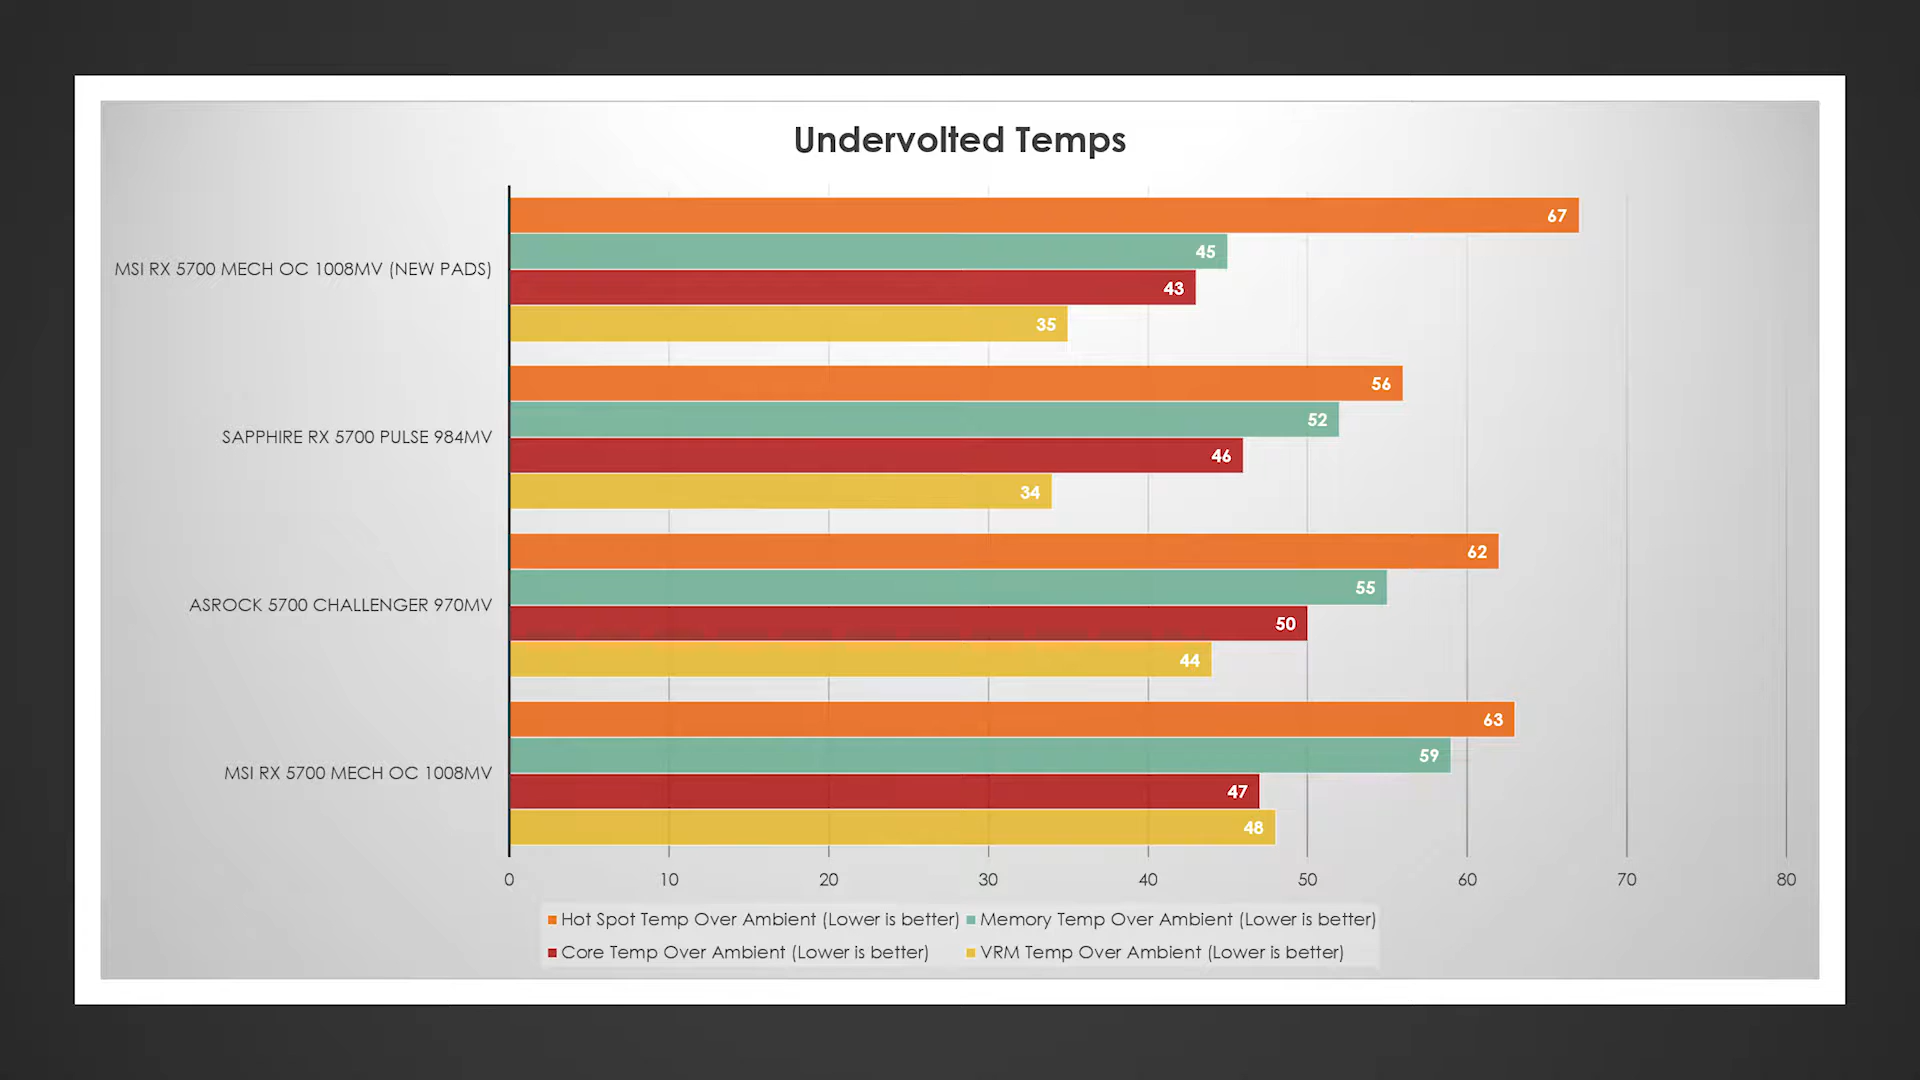 Undervolted Temps
67
45
MSI RX 5700 MECH OC 1008MV (NEW PADS)
43
35
56
52
SAPPHIRE RX 5700 PULSE 984MV
46
34
62
55
ASROCK 5700 CHALLENGER 970MV
50
44
63
59
MSI RX 5700 MECH OC 1008MV
47
48
0 10 20 30 40 50 60 70 80
Hot Spot Temp Over Ambient (Lower is better) Memory Temp Over Ambient (Lower is better)
Core Temp Over Ambient (Lower is better) VRM Temp Over Ambient (Lower is better)